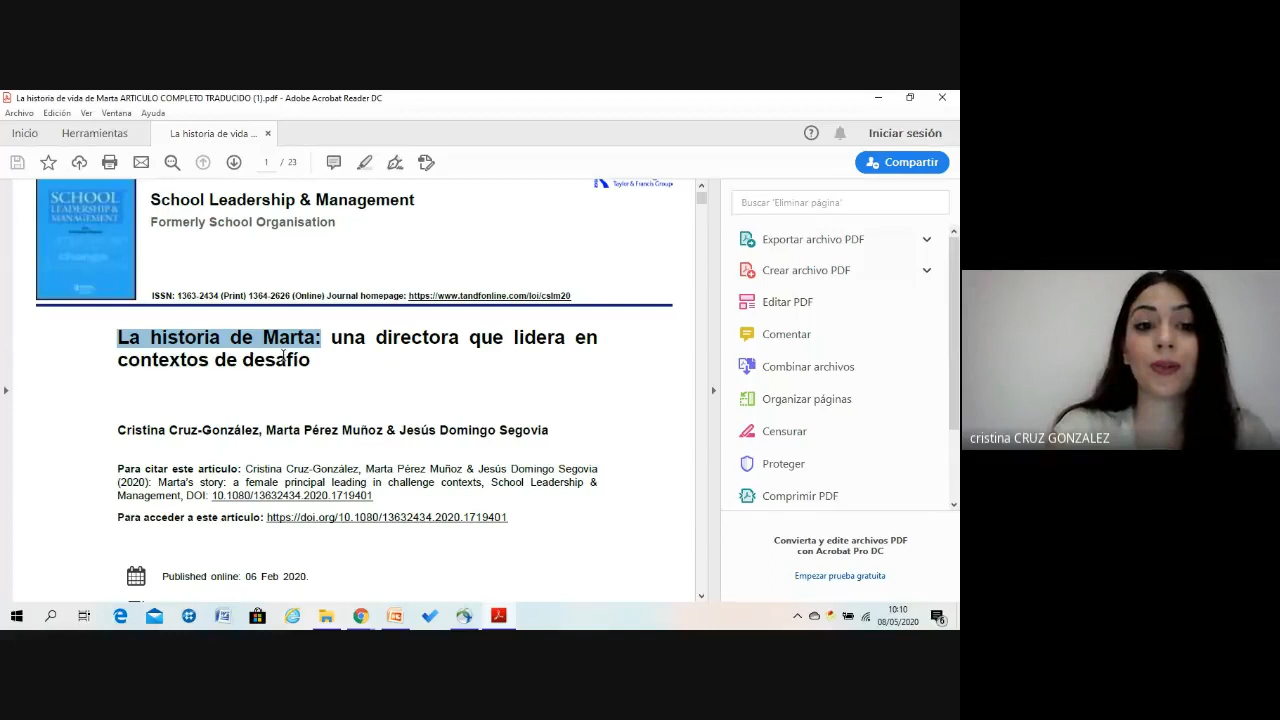 La historia de vida de Marta ARTICULO COMPLETO TRADUCIDO (1).pdf - Adobe Acrobat Reader DC
Archivo Edición Ver Ventana Ayuda
Inicio Herramientas La historia de vida ... × Iniciar sesión
1 / 23 Compartir
Taylor & Francis Group
SCHOOL
LEADERSHIP &
MANAGEMENT
School Leadership & Management
Formerly School Organisation
ISSN: 1363-2434 (Print) 1364-2626 (Online) Journal homepage: https://www.tandfonline.com/loi/cslm20
La historia de Marta: una directora que lidera en
contextos de desafío
Cristina Cruz-González, Marta Pérez Muñoz & Jesús Domingo Segovia
Para citar este artículo: Cristina Cruz-González, Marta Pérez Muñoz & Jesús Domingo Segovia
(2020): Marta's story: a female principal leading in challenge contexts, School Leadership &
Management, DOI: 10.1080/13632434.2020.1719401
Para acceder a este artículo: https://doi.org/10.1080/13632434.2020.1719401
Published online: 06 Feb 2020.
Buscar 'Eliminar página'
Exportar archivo PDF
Crear archivo PDF
Editar PDF
Comentar
Combinar archivos
Organizar páginas
Censurar
Proteger
Comprimir PDF
Convierta y edite archivos PDF
con Acrobat Pro DC
Empezar prueba gratuita
cristina CRUZ GONZALEZ
10:10
08/05/2020
6